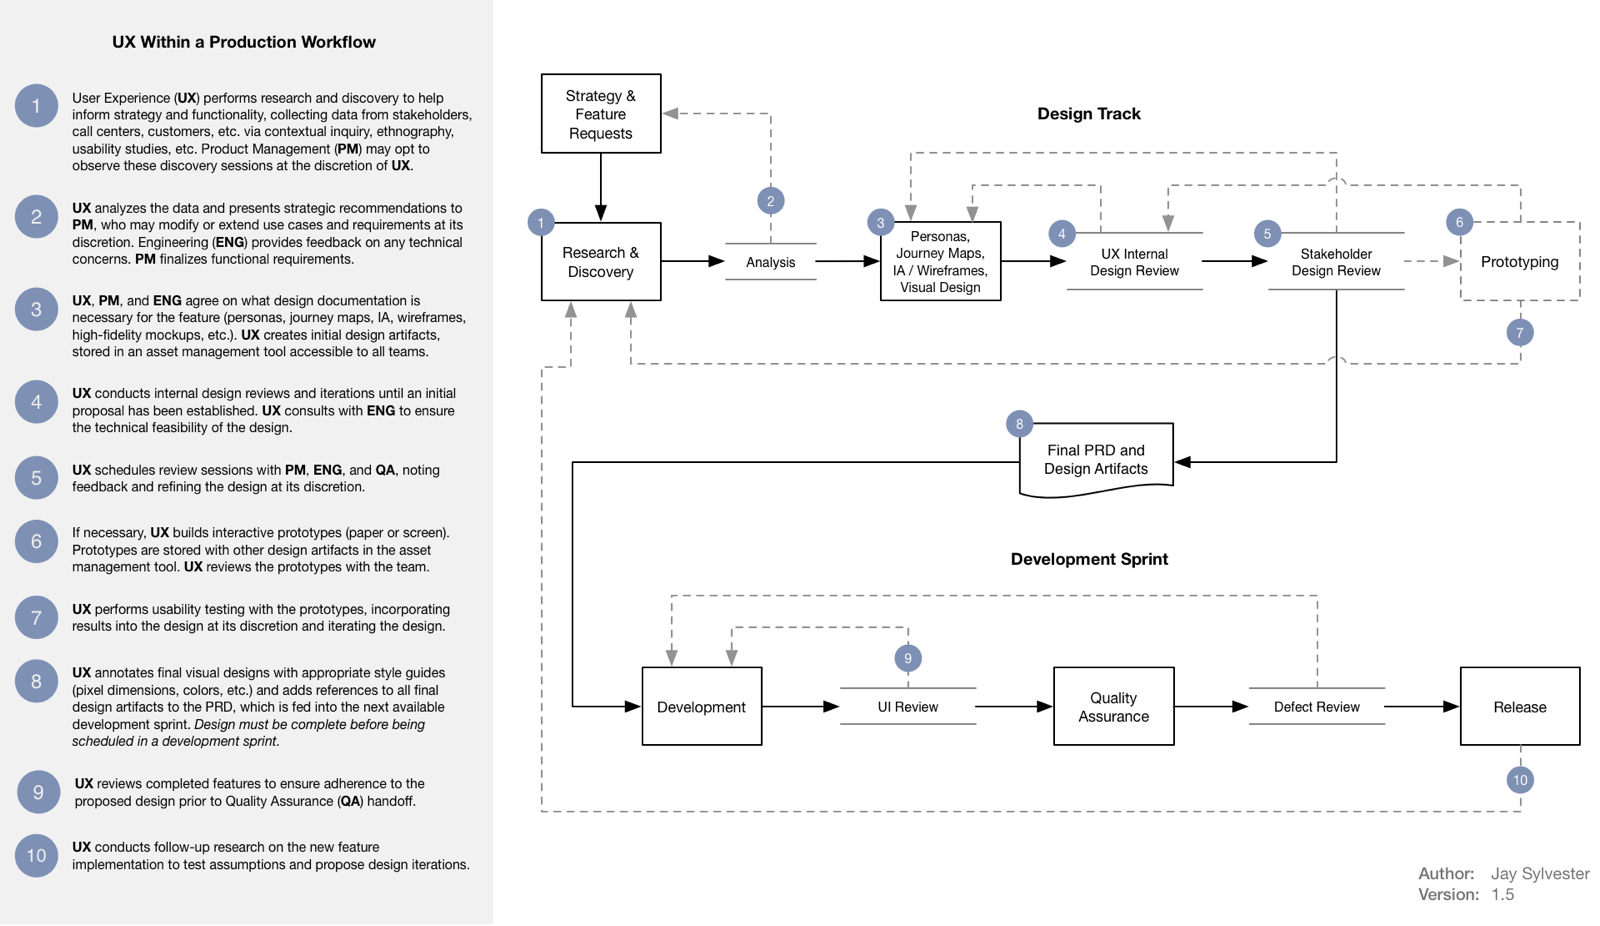 UX Within a Production Workflow
1
User Experience (UX) performs research and discovery to help
inform strategy and functionality, collecting data from stakeholders,
call centers, customers, etc. via contextual inquiry, ethnography,
usability studies, etc. Product Management (PM) may opt to
observe these discovery sessions at the discretion of UX.
2
UX analyzes the data and presents strategic recommendations to
PM, who may modify or extend use cases and requirements at its
discretion. Engineering (ENG) provides feedback on any technical
concerns. PM finalizes functional requirements.
3
UX, PM, and ENG agree on what design documentation is
necessary for the feature (personas, journey maps, IA, wireframes,
high-fidelity mockups, etc.). UX creates initial design artifacts,
stored in an asset management tool accessible to all teams.
4
UX conducts internal design reviews and iterations until an initial
proposal has been established. UX consults with ENG to ensure
the technical feasibility of the design.
5
UX schedules review sessions with PM, ENG, and QA, noting
feedback and refining the design at its discretion.
6
If necessary, UX builds interactive prototypes (paper or screen).
Prototypes are stored with other design artifacts in the asset
management tool. UX reviews the prototypes with the team.
7
UX performs usability testing with the prototypes, incorporating
results into the design at its discretion and iterating the design.
8
UX annotates final visual designs with appropriate style guides
(pixel dimensions, colors, etc.) and adds references to all final
design artifacts to the PRD, which is fed into the next available
development sprint. Design must be complete before being
scheduled in a development sprint.
9
UX reviews completed features to ensure adherence to the
proposed design prior to Quality Assurance (QA) handoff.
10
UX conducts follow-up research on the new feature
implementation to test assumptions and propose design iterations.
Strategy &
Feature
Requests
Design Track
1
Research &
Discovery
2
Analysis
3
Personas,
Journey Maps,
IA / Wireframes,
Visual Design
4
UX Internal
Design Review
5
Stakeholder
Design Review
6
Prototyping
7
8
Final PRD and
Design Artifacts
Development Sprint
Development
9
UI Review
Quality
Assurance
Defect Review
Release
10
Author: Jay Sylvester
Version: 1.5